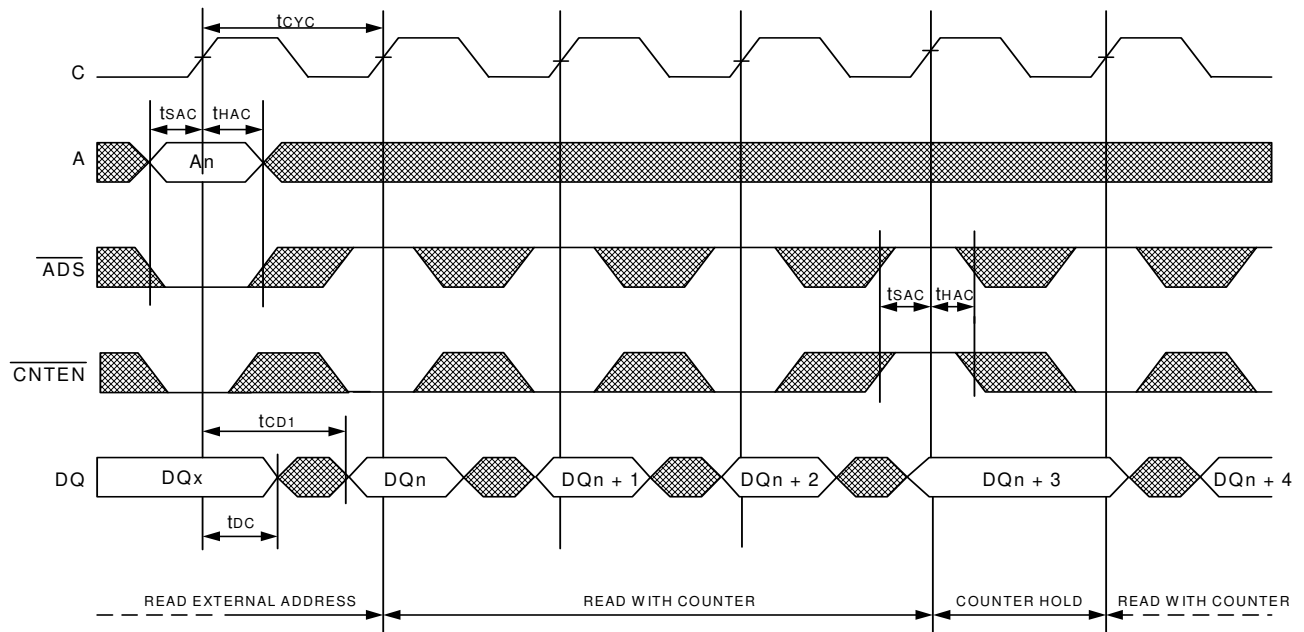 tCYC
C
tSAC tHAC
A An
ADS
tSAC tHAC
CNTEN
tCD1
DQ DQx DQn DQn + 1 DQn + 2 DQn + 3 DQn + 4
tDC
READ EXTERNAL ADDRESS READ WITH COUNTER COUNTER HOLD READ WITH COUNTER